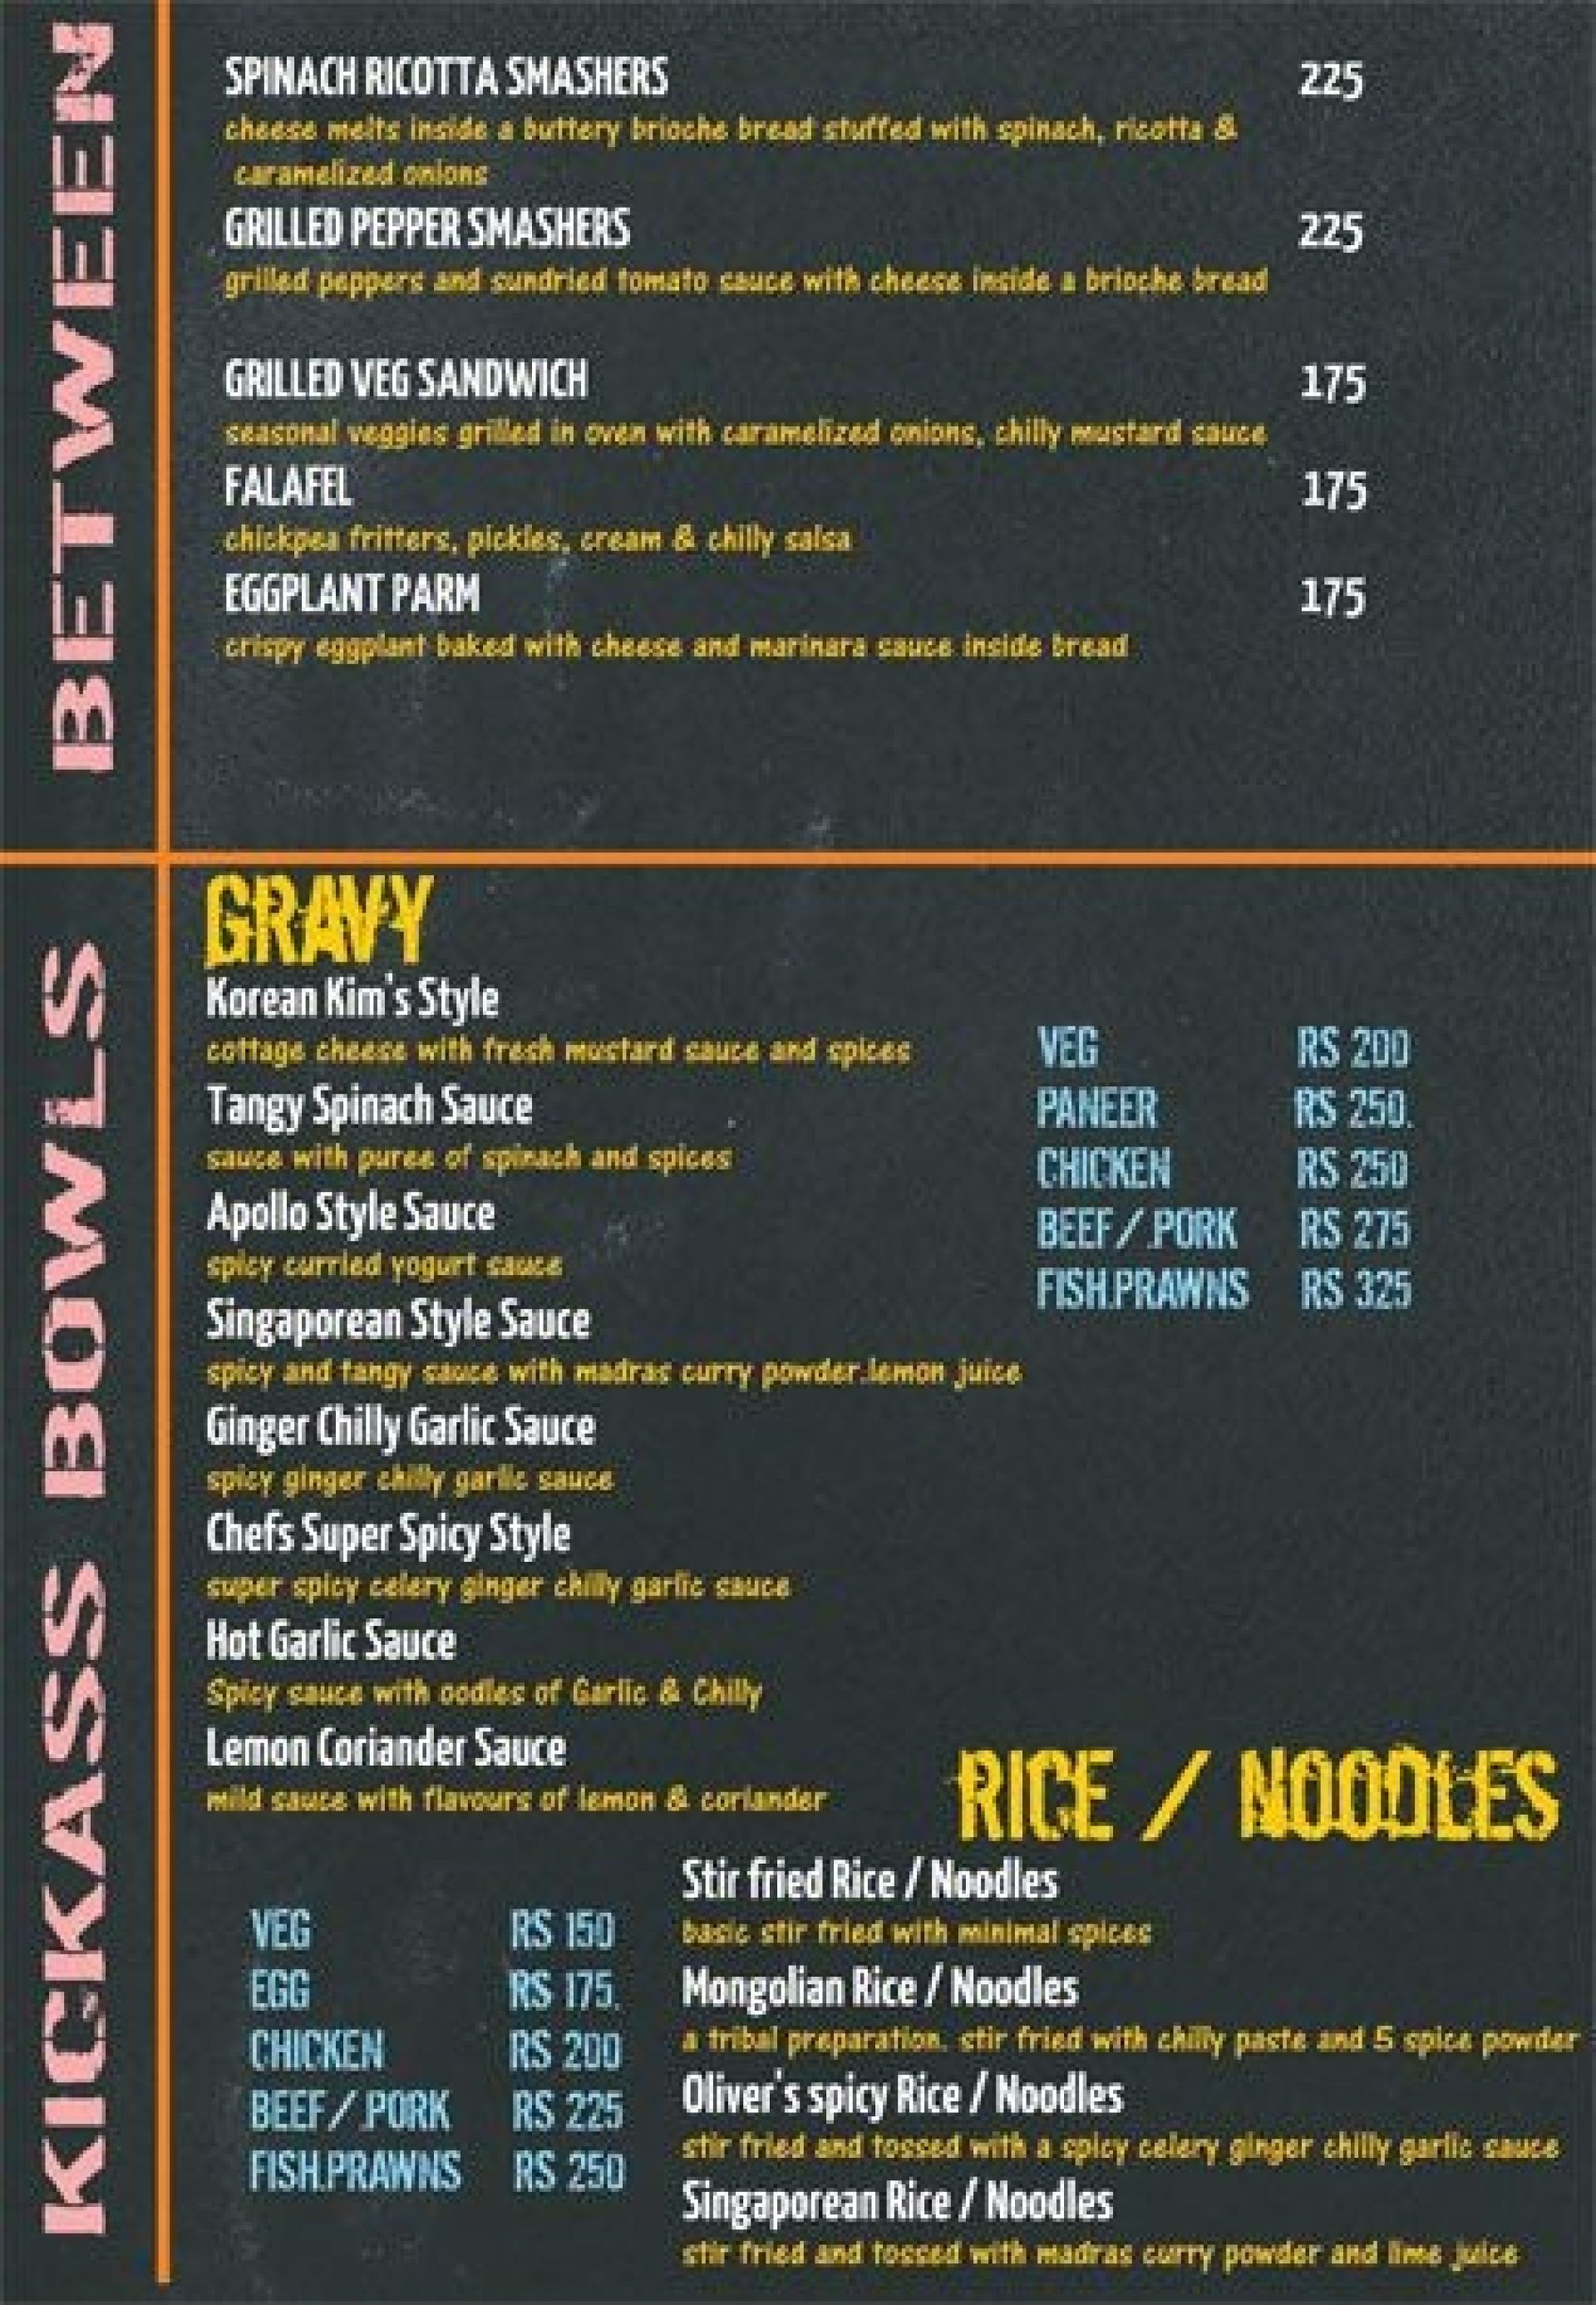 BETWEEN
SPINACH RICOTTA SMASHERS 225
cheese melts inside a buttery brioche bread stuffed with spinach, ricotta &
caramelized onions
GRILLED PEPPER SMASHERS 225
grilled peppers and sundried tomato sauce with cheese inside a brioche bread
GRILLED VEG SANDWICH 175
seasonal veggies grilled in oven with caramelized onions, chilly mustard sauce
FALAFEL 175
chickpea fritters, pickles, cream & chilly salsa
EGGPLANT PARM 175
crispy eggplant baked with cheese and marinara sauce inside bread
KICKASS BOWLS
GRAVY
Korean Kim's Style
cottage cheese with fresh mustard sauce and spices
Tangy Spinach Sauce
sauce with puree of spinach and spices
Apollo Style Sauce
spicy curried yogurt sauce
Singaporean Style Sauce
spicy and tangy sauce with madras curry powder.lemon juice
Ginger Chilly Garlic Sauce
spicy ginger chilly garlic sauce
Chefs Super Spicy Style
super spicy celery ginger chilly garlic sauce
Hot Garlic Sauce
Spicy sauce with oodles of Garlic & Chilly
Lemon Coriander Sauce
mild sauce with flavours of lemon & coriander
VEG RS 200
PANEER RS 250.
CHICKEN RS 250
BEEF/.PORK RS 275
FISH.PRAWNS RS 325
RICE / NOODLES
Stir fried Rice / Noodles
basic stir fried with minimal spices
Mongolian Rice / Noodles
a tribal preparation. stir fried with chilly paste and 5 spice powder
Oliver's spicy Rice / Noodles
stir fried and tossed with a spicy celery ginger chilly garlic sauce
Singaporean Rice / Noodles
stir fried and tossed with madras curry powder and lime juice
VEG RS 150
EGG RS 175.
CHICKEN RS 200
BEEF/.PORK RS 225
FISH.PRAWNS RS 250